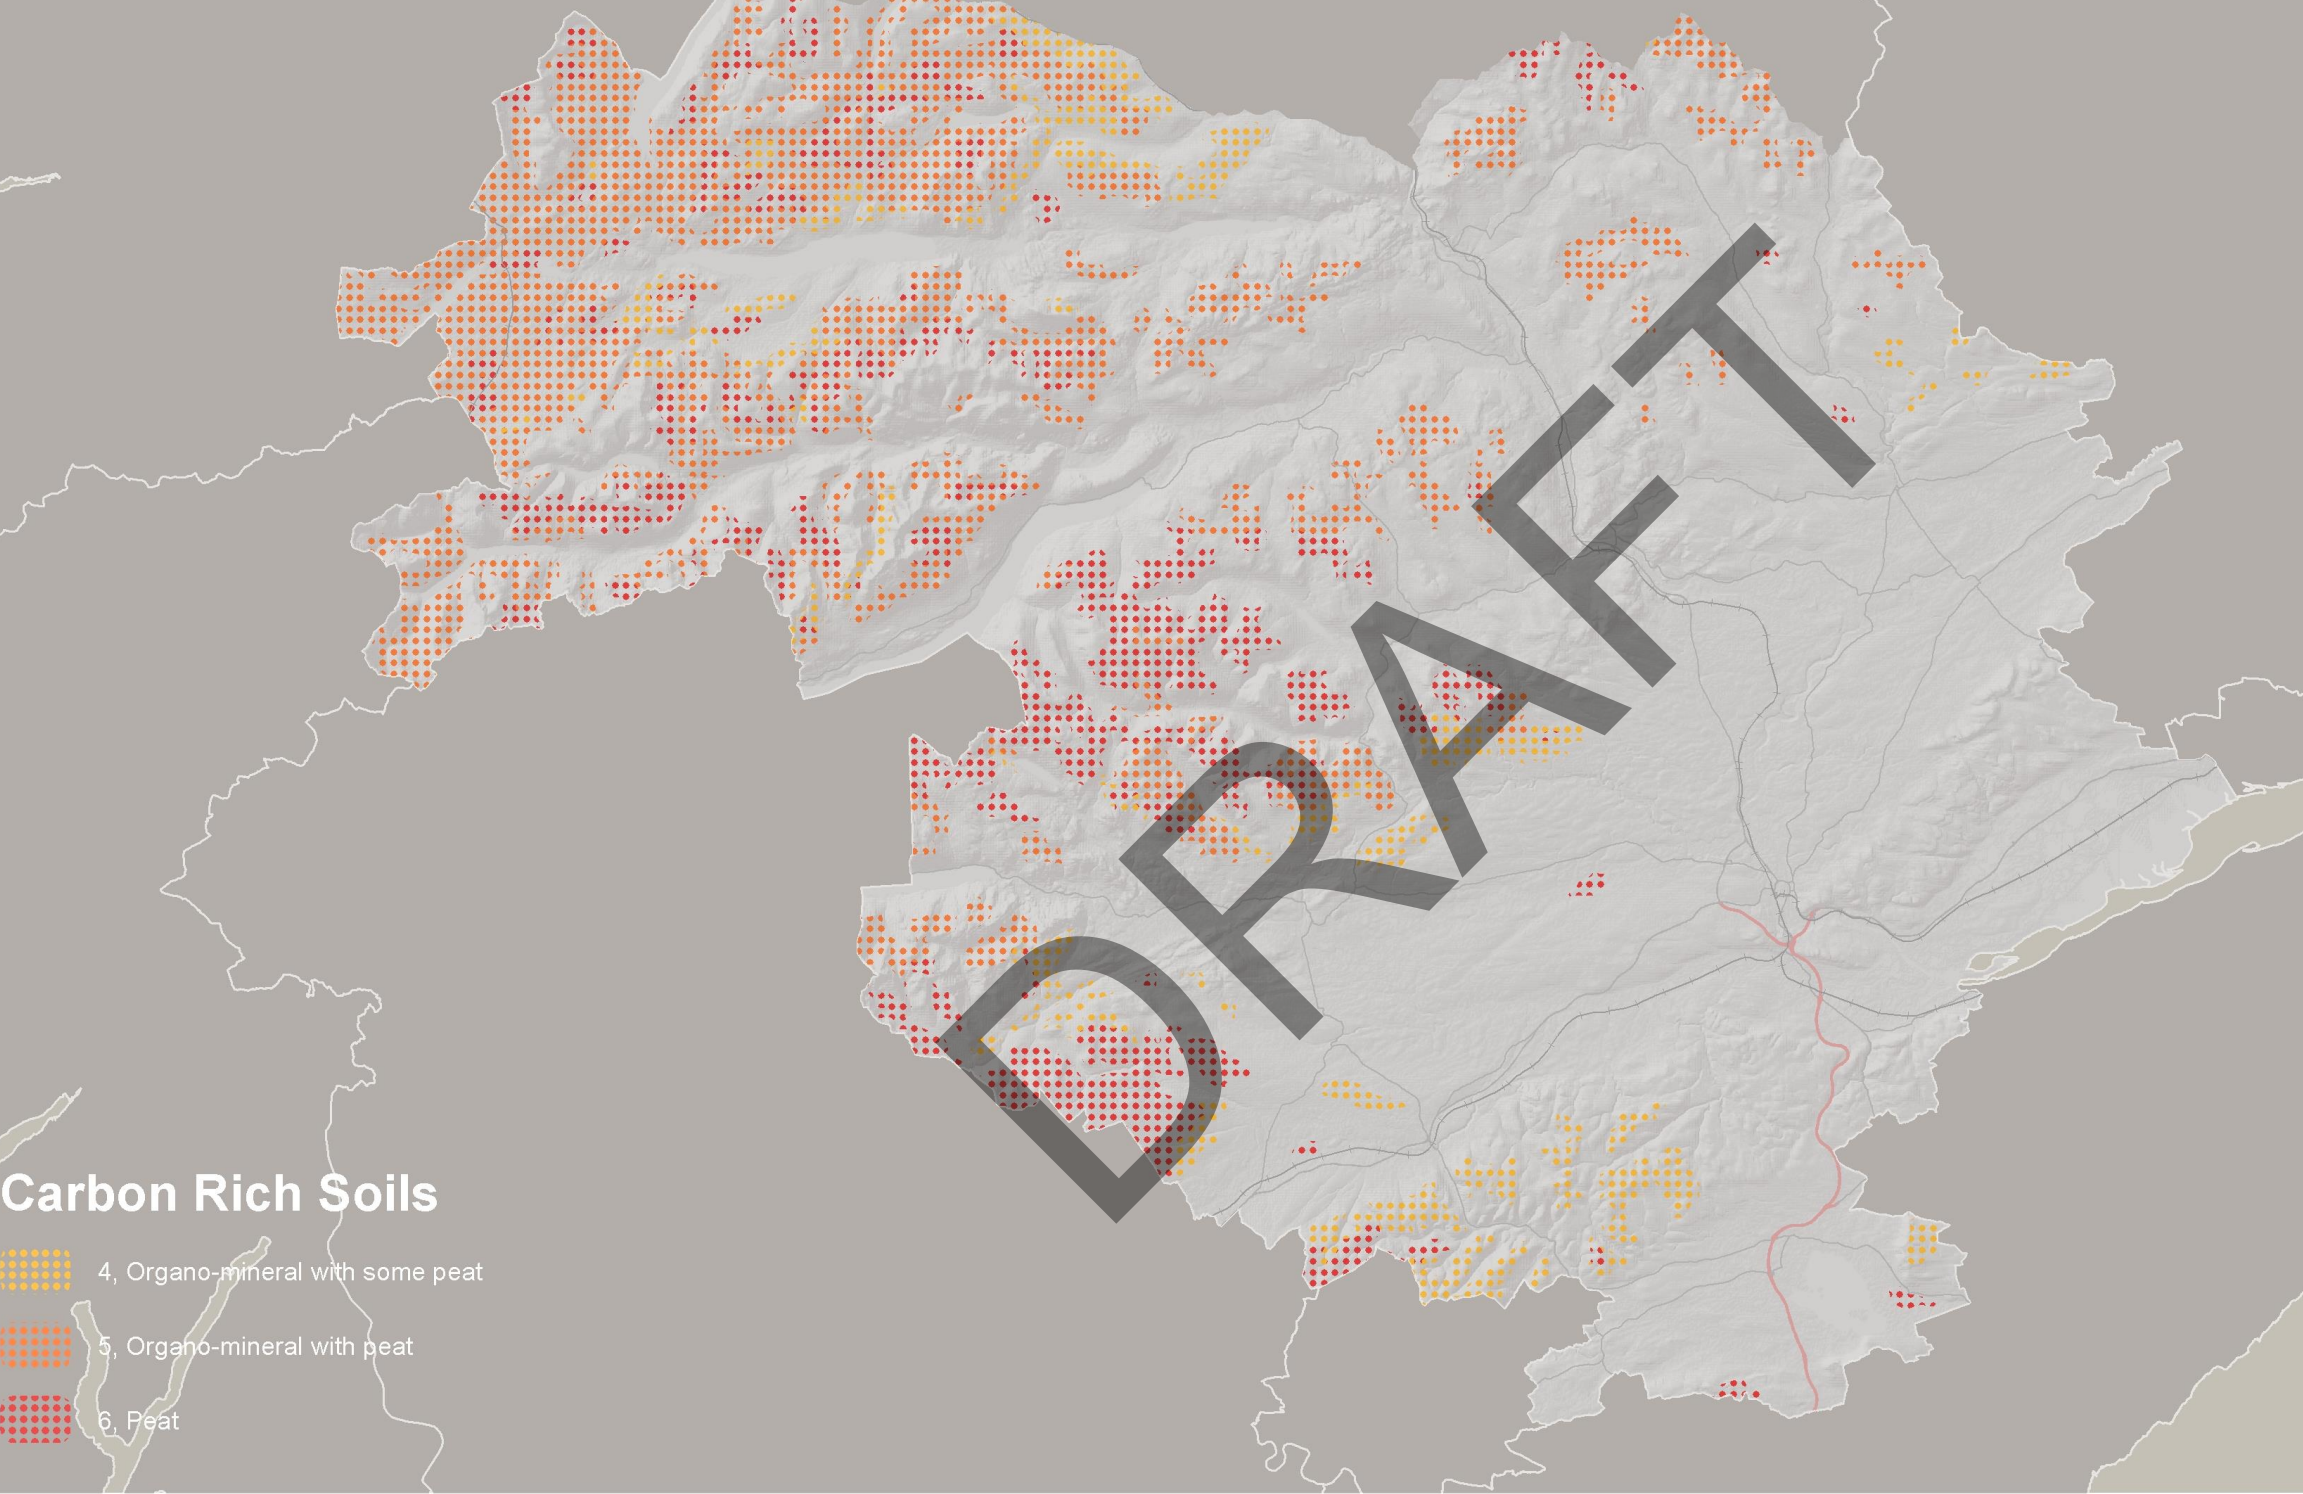 DRAFT
Carbon Rich Soils
4, Organo-mineral with some peat
5, Organo-mineral with peat
6, Peat